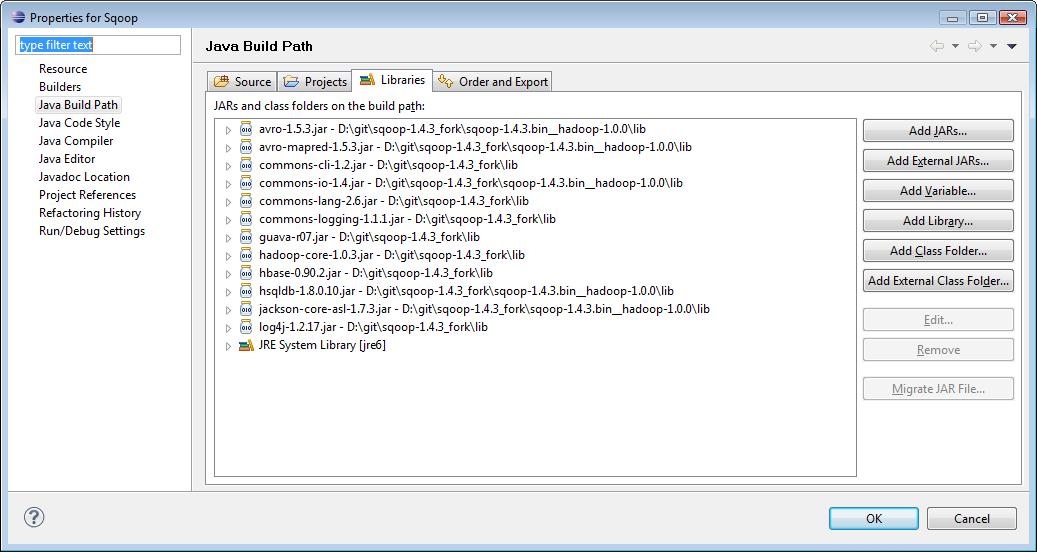 Properties for Sqoop
type filter text
Resource
Builders
Java Build Path
Java Code Style
Java Compiler
Java Editor
Javadoc Location
Project References
Refactoring History
Run/Debug Settings
Java Build Path
Source Projects Libraries Order and Export
JARs and class folders on the build path:
avro-1.5.3.jar - D:\git\sqoop-1.4.3_fork\sqoop-1.4.3.bin__hadoop-1.0.0\lib
avro-mapred-1.5.3.jar - D:\git\sqoop-1.4.3_fork\sqoop-1.4.3.bin__hadoop-1.0.0\lib
commons-cli-1.2.jar - D:\git\sqoop-1.4.3_fork\lib
commons-io-1.4.jar - D:\git\sqoop-1.4.3_fork\sqoop-1.4.3.bin__hadoop-1.0.0\lib
commons-lang-2.6.jar - D:\git\sqoop-1.4.3_fork\lib
commons-logging-1.1.1.jar - D:\git\sqoop-1.4.3_fork\lib
guava-r07.jar - D:\git\sqoop-1.4.3_fork\lib
hadoop-core-1.0.3.jar - D:\git\sqoop-1.4.3_fork\lib
hbase-0.90.2.jar - D:\git\sqoop-1.4.3_fork\lib
hsqldb-1.8.0.10.jar - D:\git\sqoop-1.4.3_fork\sqoop-1.4.3.bin__hadoop-1.0.0\lib
jackson-core-asl-1.7.3.jar - D:\git\sqoop-1.4.3_fork\sqoop-1.4.3.bin__hadoop-1.0.0\lib
log4j-1.2.17.jar - D:\git\sqoop-1.4.3_fork\lib
JRE System Library [jre6]
Add JARs...
Add External JARs...
Add Variable...
Add Library...
Add Class Folder...
Add External Class Folder...
Edit...
Remove
Migrate JAR File...
OK
Cancel